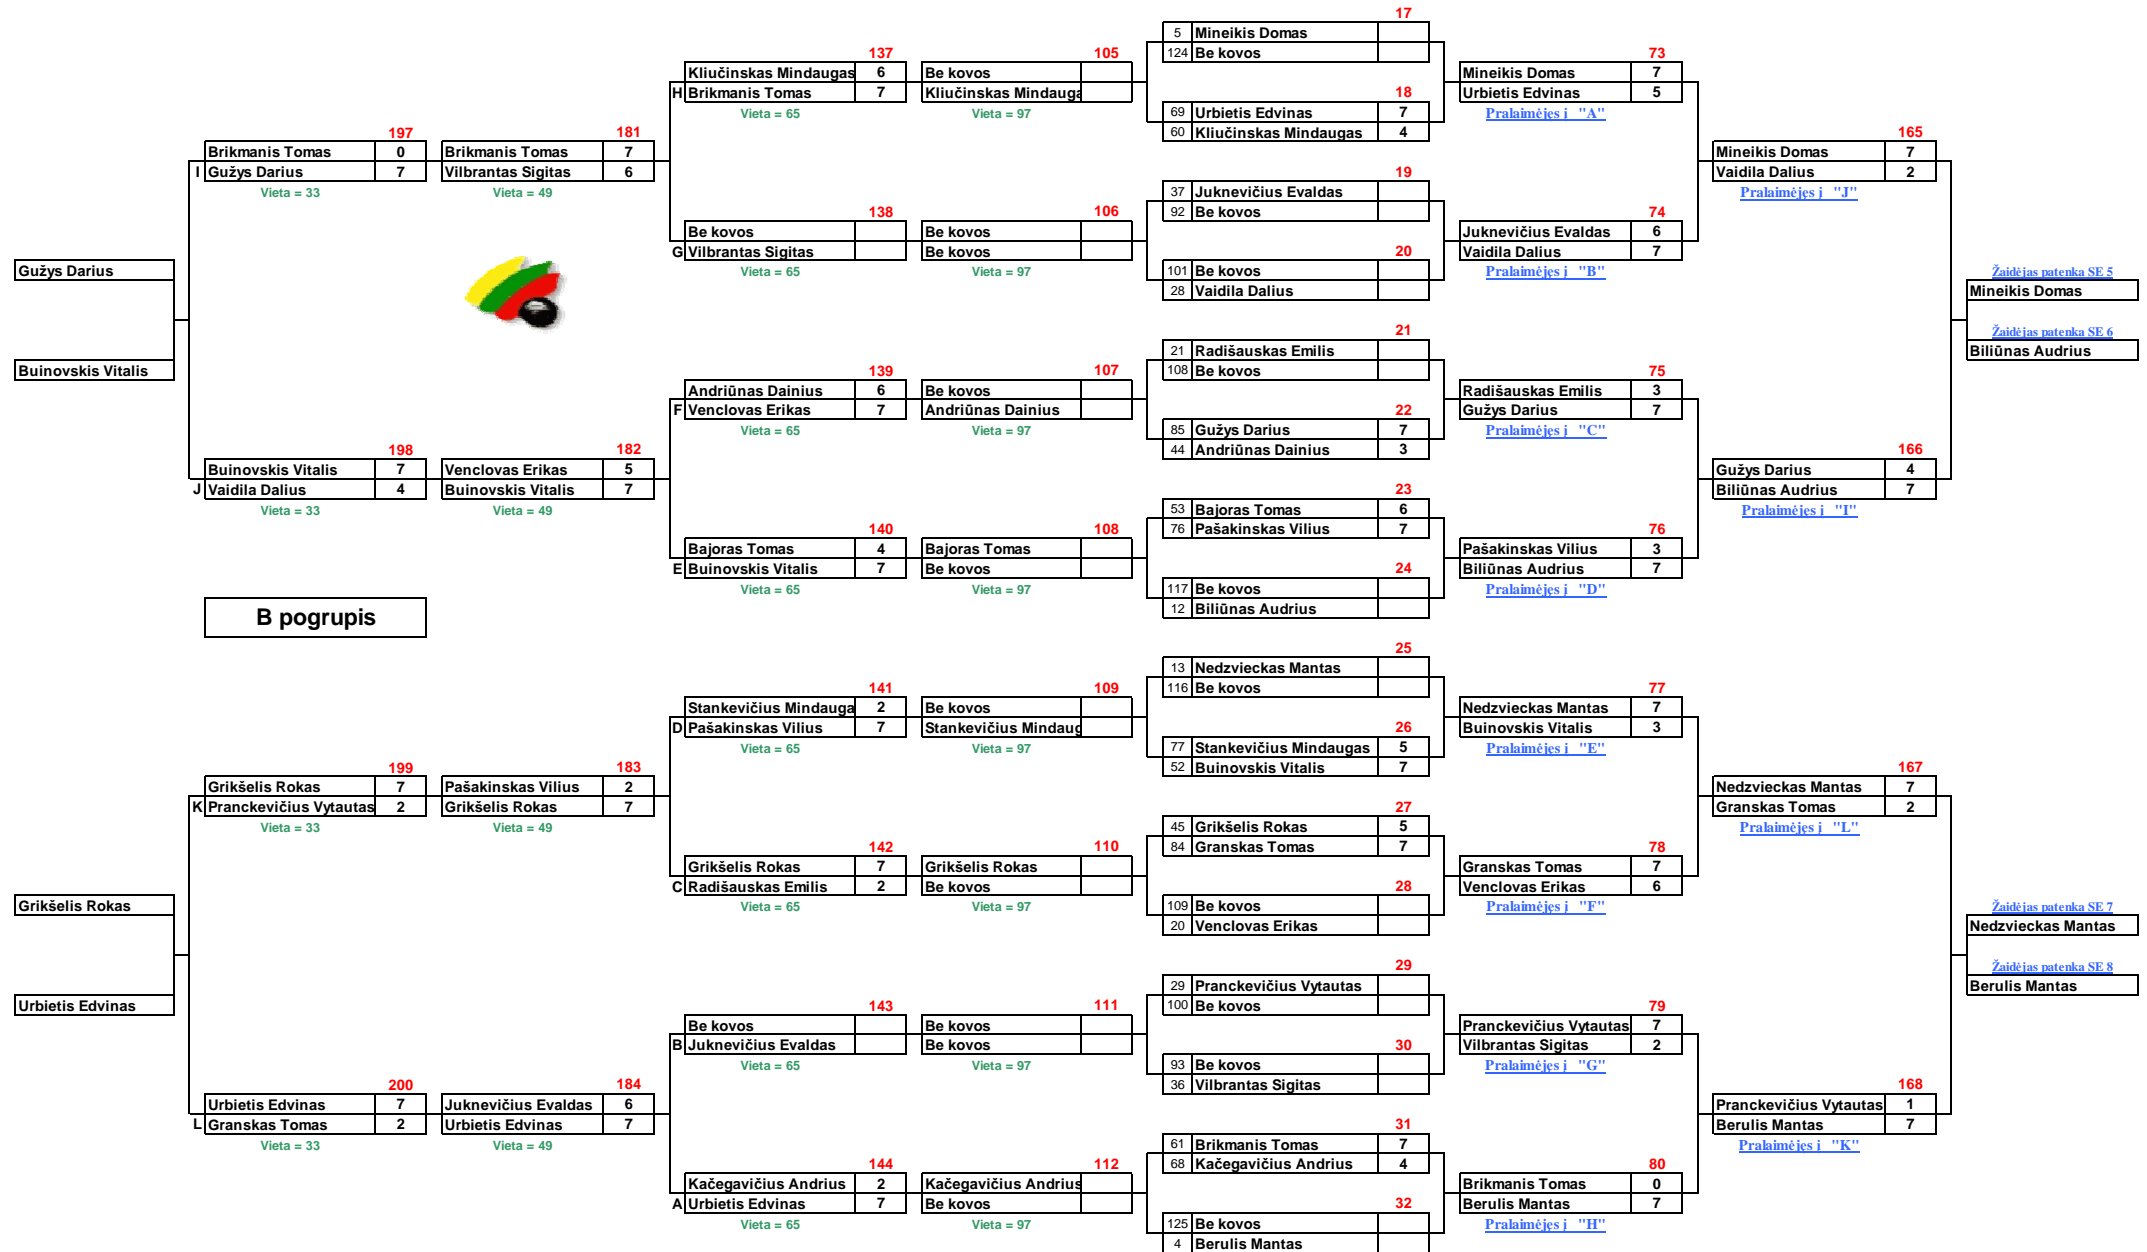 17
5 Mineikis Domas
137 105 124 Be kovos 73
Kliučinskas Mindaugas 6 Be kovos Mineikis Domas 7
H Brikmanis Tomas 7 Kliučinskas Mindauga 18 Urbietis Edvinas 5
Vieta = 65 Vieta = 97 69 Urbietis Edvinas 7 Pralaimėjęs į "A"
197 181 60 Kliučinskas Mindaugas 4 165
Brikmanis Tomas 0 Brikmanis Tomas 7 Mineikis Domas 7
I Gužys Darius 7 Vilbrantas Sigitas 6 19 Vaidila Dalius 2
Vieta = 33 Vieta = 49 37 Juknevičius Evaldas Pralaimėjęs į "J"
138 106 92 Be kovos 74
Be kovos Be kovos Juknevičius Evaldas 6
G Vilbrantas Sigitas Be kovos 20 Vaidila Dalius 7
Gužys Darius Vieta = 65 Vieta = 97 101 Be kovos Pralaimėjęs į "B" Žaidėjas patenka SE 5
28 Vaidila Dalius Mineikis Domas
21 Žaidėjas patenka SE 6
21 Radišauskas Emilis Biliūnas Audrius
Buinovskis Vitalis 139 107 108 Be kovos 75
Andriūnas Dainius 6 Be kovos Radišauskas Emilis 3
F Venclovas Erikas 7 Andriūnas Dainius 22 Gužys Darius 7
Vieta = 65 Vieta = 97 85 Gužys Darius 7 Pralaimėjęs į "C"
198 182 44 Andriūnas Dainius 3 166
Buinovskis Vitalis 7 Venclovas Erikas 5 Gužys Darius 4
J Vaidila Dalius 4 Buinovskis Vitalis 7 23 Biliūnas Audrius 7
Vieta = 33 Vieta = 49 53 Bajoras Tomas 6 Pralaimėjęs į "I"
140 108 76 Pašakinskas Vilius 7 76
Bajoras Tomas 4 Bajoras Tomas Pašakinskas Vilius 3
E Buinovskis Vitalis 7 Be kovos 24 Biliūnas Audrius 7
Vieta = 65 Vieta = 97 117 Be kovos Pralaimėjęs į "D"
B pogrupis 12 Biliūnas Audrius
25
13 Nedzvieckas Mantas
141 109 116 Be kovos 77
Stankevičius Mindauga 2 Be kovos Nedzvieckas Mantas 7
D Pašakinskas Vilius 7 Stankevičius Mindaug 26 Buinovskis Vitalis 3
Vieta = 65 Vieta = 97 77 Stankevičius Mindaugas 5 Pralaimėjęs į "E"
199 183 52 Buinovskis Vitalis 7 167
Grikšelis Rokas 7 Pašakinskas Vilius 2 Nedzvieckas Mantas 7
K Pranckevičius Vytautas 2 Grikšelis Rokas 7 27 Granskas Tomas 2
Vieta = 33 Vieta = 49 45 Grikšelis Rokas 5 Pralaimėjęs į "L"
142 110 84 Granskas Tomas 7 78
Grikšelis Rokas 7 Grikšelis Rokas Granskas Tomas 7
C Radišauskas Emilis 2 Be kovos 28 Venclovas Erikas 6
Grikšelis Rokas Vieta = 65 Vieta = 97 109 Be kovos Pralaimėjęs į "F" Žaidėjas patenka SE 7
20 Venclovas Erikas Nedzvieckas Mantas
29 Žaidėjas patenka SE 8
29 Pranckevičius Vytautas Berulis Mantas
Urbietis Edvinas 143 111 100 Be kovos 79
Be kovos Be kovos Pranckevičius Vytautas 7
B Juknevičius Evaldas Be kovos 30 Vilbrantas Sigitas 2
Vieta = 65 Vieta = 97 93 Be kovos Pralaimėjęs į "G"
200 184 36 Vilbrantas Sigitas 168
Urbietis Edvinas 7 Juknevičius Evaldas 6 Pranckevičius Vytautas 1
L Granskas Tomas 2 Urbietis Edvinas 7 31 Berulis Mantas 7
Vieta = 33 Vieta = 49 61 Brikmanis Tomas 7 Pralaimėjęs į "K"
144 112 68 Kačegavičius Andrius 4 80
Kačegavičius Andrius 2 Kačegavičius Andrius Brikmanis Tomas 0
A Urbietis Edvinas 7 Be kovos 32 Berulis Mantas 7
Vieta = 65 Vieta = 97 125 Be kovos Pralaimėjęs į "H"
4 Berulis Mantas